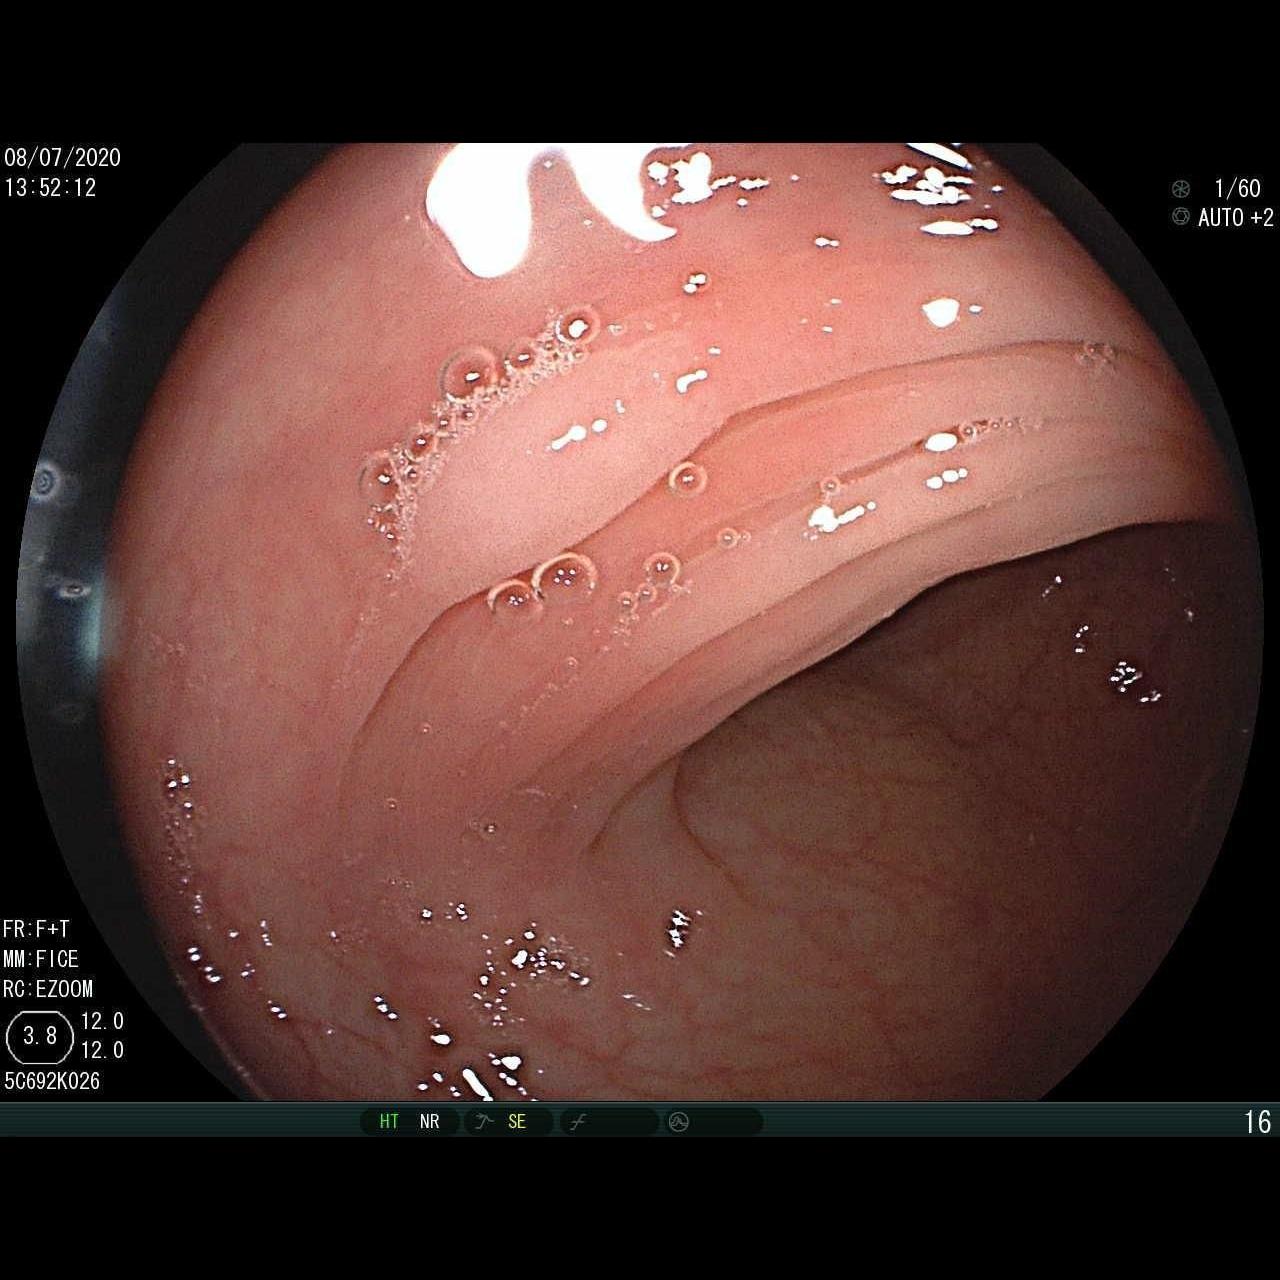 08/07/2020
13:52:12
1/60
AUTO +2
FR:F+T
MM:FICE
RC:EZOOM
3.8
12.0
12.0
5C692K026
HT NR SE
16